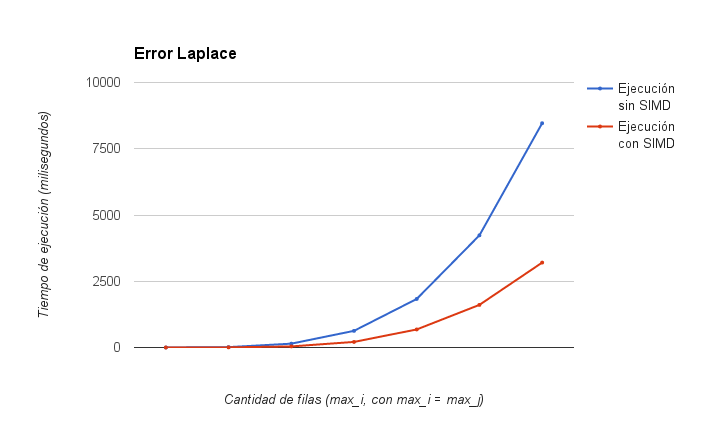 Error Laplace
Tiempo de ejecución (milisegundos)
10000
7500
5000
2500
0
Ejecución
sin SIMD
Ejecución
con SIMD
Cantidad de filas (max_i, con max_i = max_j)